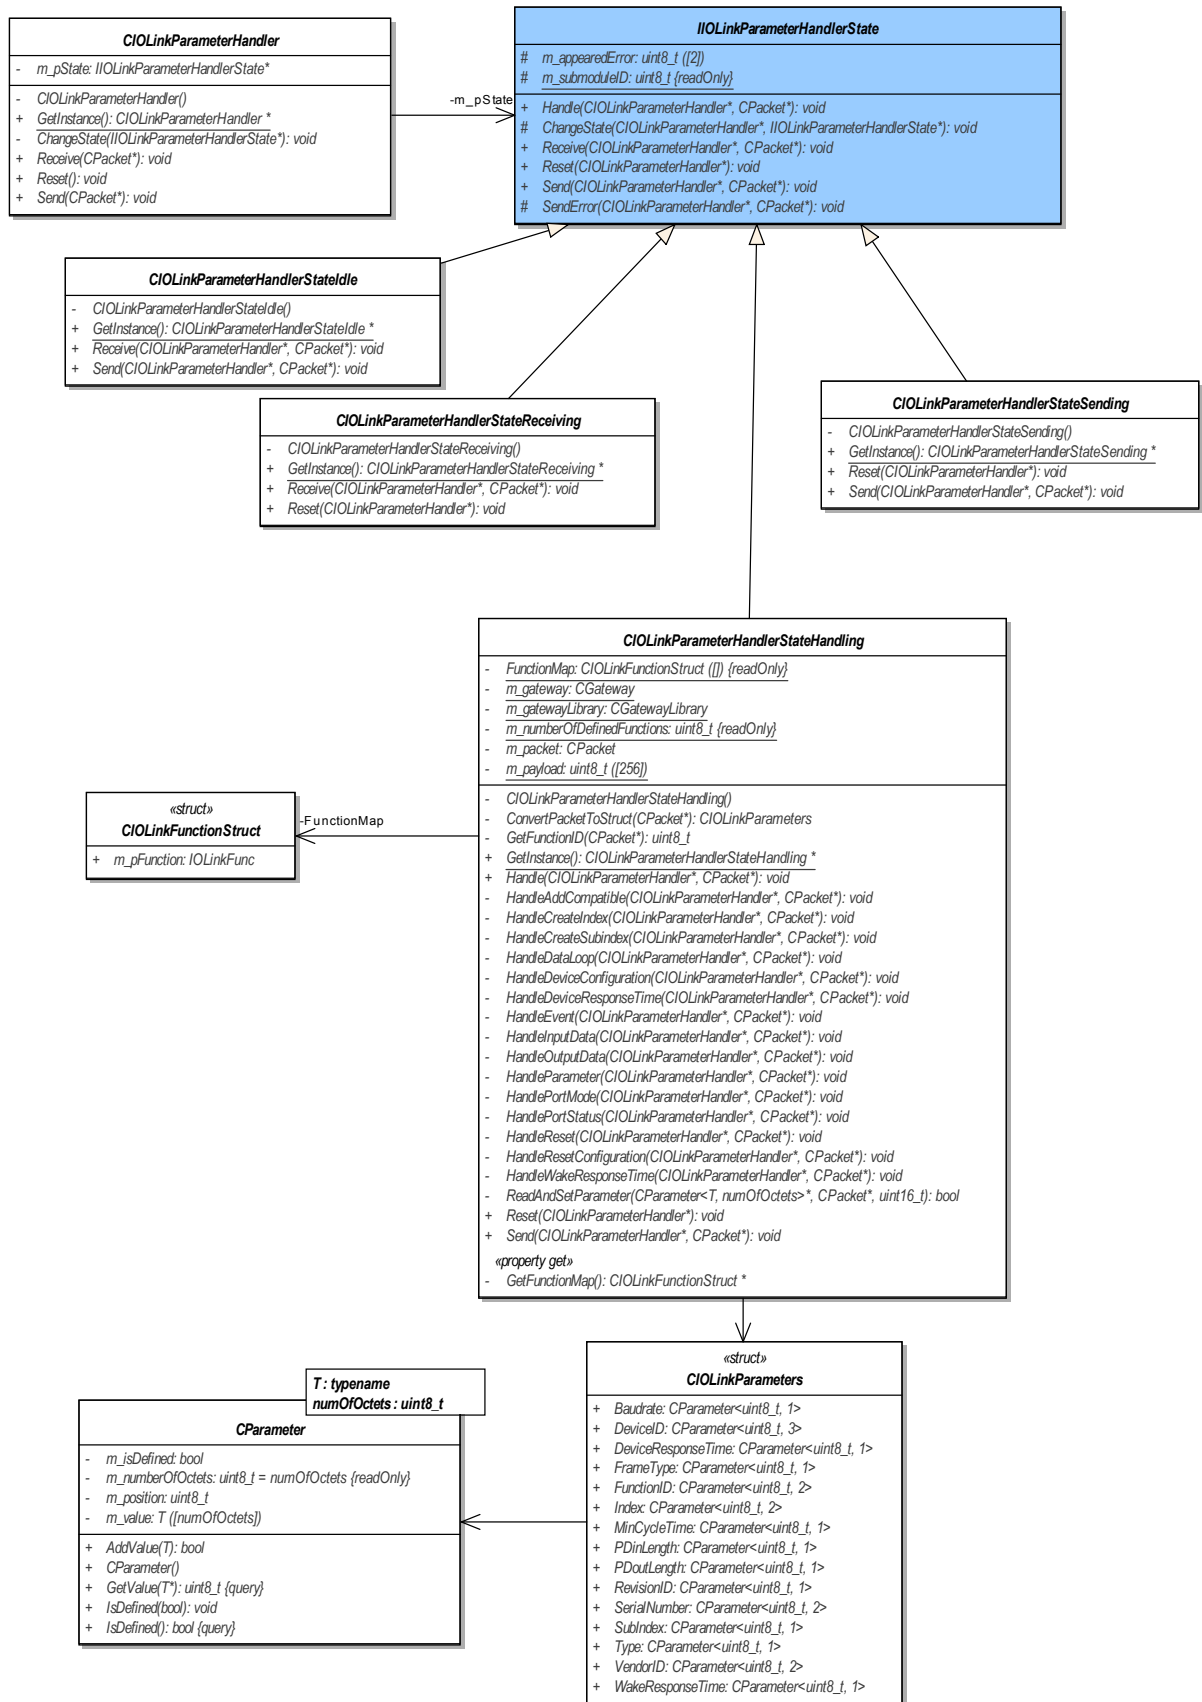 CIOLinkParameterHandler
- m_pState: IIOLinkParameterHandlerState*
- CIOLinkParameterHandler()
+ GetInstance(): CIOLinkParameterHandler *
- ChangeState(IIOLinkParameterHandlerState*): void
+ Receive(CPacket*): void
+ Reset(): void
+ Send(CPacket*): void
-m_pState
IIOLinkParameterHandlerState
# m_appearedError: uint8_t ([2])
# m_submoduleID: uint8_t {readOnly}
+ Handle(CIOLinkParameterHandler*, CPacket*): void
# ChangeState(CIOLinkParameterHandler*, IIOLinkParameterHandlerState*): void
+ Receive(CIOLinkParameterHandler*, CPacket*): void
+ Reset(CIOLinkParameterHandler*): void
+ Send(CIOLinkParameterHandler*, CPacket*): void
# SendError(CIOLinkParameterHandler*, CPacket*): void
CIOLinkParameterHandlerStateIdle
- CIOLinkParameterHandlerStateIdle()
+ GetInstance(): CIOLinkParameterHandlerStateIdle *
+ Receive(CIOLinkParameterHandler*, CPacket*): void
+ Send(CIOLinkParameterHandler*, CPacket*): void
CIOLinkParameterHandlerStateReceiving
- CIOLinkParameterHandlerStateReceiving()
+ GetInstance(): CIOLinkParameterHandlerStateReceiving *
+ Receive(CIOLinkParameterHandler*, CPacket*): void
+ Reset(CIOLinkParameterHandler*): void
CIOLinkParameterHandlerStateSending
- CIOLinkParameterHandlerStateSending()
+ GetInstance(): CIOLinkParameterHandlerStateSending *
+ Reset(CIOLinkParameterHandler*): void
+ Send(CIOLinkParameterHandler*, CPacket*): void
CIOLinkParameterHandlerStateHandling
- FunctionMap: CIOLinkFunctionStruct ([]) {readOnly}
- m_gateway: CGateway
- m_gatewayLibrary: CGatewayLibrary
- m_numberOfDefinedFunctions: uint8_t {readOnly}
- m_packet: CPacket
- m_payload: uint8_t ([256])
- CIOLinkParameterHandlerStateHandling()
- ConvertPacketToStruct(CPacket*): CIOLinkParameters
- GetFunctionID(CPacket*): uint8_t
+ GetInstance(): CIOLinkParameterHandlerStateHandling *
+ Handle(CIOLinkParameterHandler*, CPacket*): void
- HandleAddCompatible(CIOLinkParameterHandler*, CPacket*): void
- HandleCreateIndex(CIOLinkParameterHandler*, CPacket*): void
- HandleCreateSubindex(CIOLinkParameterHandler*, CPacket*): void
- HandleDataLoop(CIOLinkParameterHandler*, CPacket*): void
- HandleDeviceConfiguration(CIOLinkParameterHandler*, CPacket*): void
- HandleDeviceResponseTime(CIOLinkParameterHandler*, CPacket*): void
- HandleEvent(CIOLinkParameterHandler*, CPacket*): void
- HandleInputData(CIOLinkParameterHandler*, CPacket*): void
- HandleOutputData(CIOLinkParameterHandler*, CPacket*): void
- HandleParameter(CIOLinkParameterHandler*, CPacket*): void
- HandlePortMode(CIOLinkParameterHandler*, CPacket*): void
- HandlePortStatus(CIOLinkParameterHandler*, CPacket*): void
- HandleReset(CIOLinkParameterHandler*, CPacket*): void
- HandleResetConfiguration(CIOLinkParameterHandler*, CPacket*): void
- HandleWakeResponseTime(CIOLinkParameterHandler*, CPacket*): void
- ReadAndSetParameter(CParameter<T, numOfOctets>*, CPacket*, uint16_t): bool
+ Reset(CIOLinkParameterHandler*): void
+ Send(CIOLinkParameterHandler*, CPacket*): void
«property get»
- GetFunctionMap(): CIOLinkFunctionStruct *
«struct»
CIOLinkFunctionStruct
+ m_pFunction: IOLinkFunc
-FunctionMap
«struct»
CIOLinkParameters
+ Baudrate: CParameter<uint8_t, 1>
+ DeviceID: CParameter<uint8_t, 3>
+ DeviceResponseTime: CParameter<uint8_t, 1>
+ FrameType: CParameter<uint8_t, 1>
+ FunctionID: CParameter<uint8_t, 2>
+ Index: CParameter<uint8_t, 2>
+ MinCycleTime: CParameter<uint8_t, 1>
+ PDinLength: CParameter<uint8_t, 1>
+ PDoutLength: CParameter<uint8_t, 1>
+ RevisionID: CParameter<uint8_t, 1>
+ SerialNumber: CParameter<uint8_t, 2>
+ SubIndex: CParameter<uint8_t, 1>
+ Type: CParameter<uint8_t, 1>
+ VendorID: CParameter<uint8_t, 2>
+ WakeResponseTime: CParameter<uint8_t, 1>
T : typename
numOfOctets : uint8_t
CParameter
- m_isDefined: bool
- m_numberOfOctets: uint8_t = numOfOctets {readOnly}
- m_position: uint8_t
- m_value: T ([numOfOctets])
+ AddValue(T): bool
+ CParameter()
+ GetValue(T*): uint8_t {query}
+ IsDefined(bool): void
+ IsDefined(): bool {query}